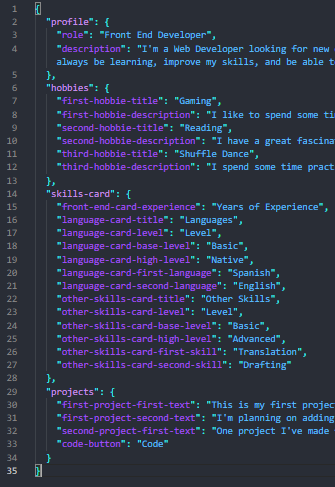 1 {
2 "profile": {
3 "role": "Front End Developer",
4 "description": "I'm a Web Developer looking for new
always be learning, improve my skills, and be able t
5 },
6 "hobbies": {
7 "first-hobbie-title": "Gaming",
8 "first-hobbie-description": "I like to spend some ti
9 "second-hobbie-title": "Reading",
10 "second-hobbie-description": "I have a great fascina
11 "third-hobbie-title": "Shuffle Dance",
12 "third-hobbie-description": "I spend some time pract
13 },
14 "skills-card": {
15 "front-end-card-experience": "Years of Experience",
16 "language-card-title": "Languages",
17 "language-card-level": "Level",
18 "language-card-base-level": "Basic",
19 "language-card-high-level": "Native",
20 "language-card-first-language": "Spanish",
21 "language-card-second-language": "English",
22 "other-skills-card-title": "Other Skills",
23 "other-skills-card-level": "Level",
24 "other-skills-card-base-level": "Basic",
25 "other-skills-card-high-level": "Advanced",
26 "other-skills-card-first-skill": "Translation",
27 "other-skills-card-second-skill": "Drafting"
28 },
29 "projects": {
30 "first-project-first-text": "This is my first projec
31 "first-project-second-text": "I'm planning on adding
32 "second-project-first-text": "One project I've made
33 "code-button": "Code"
34 }
35 }